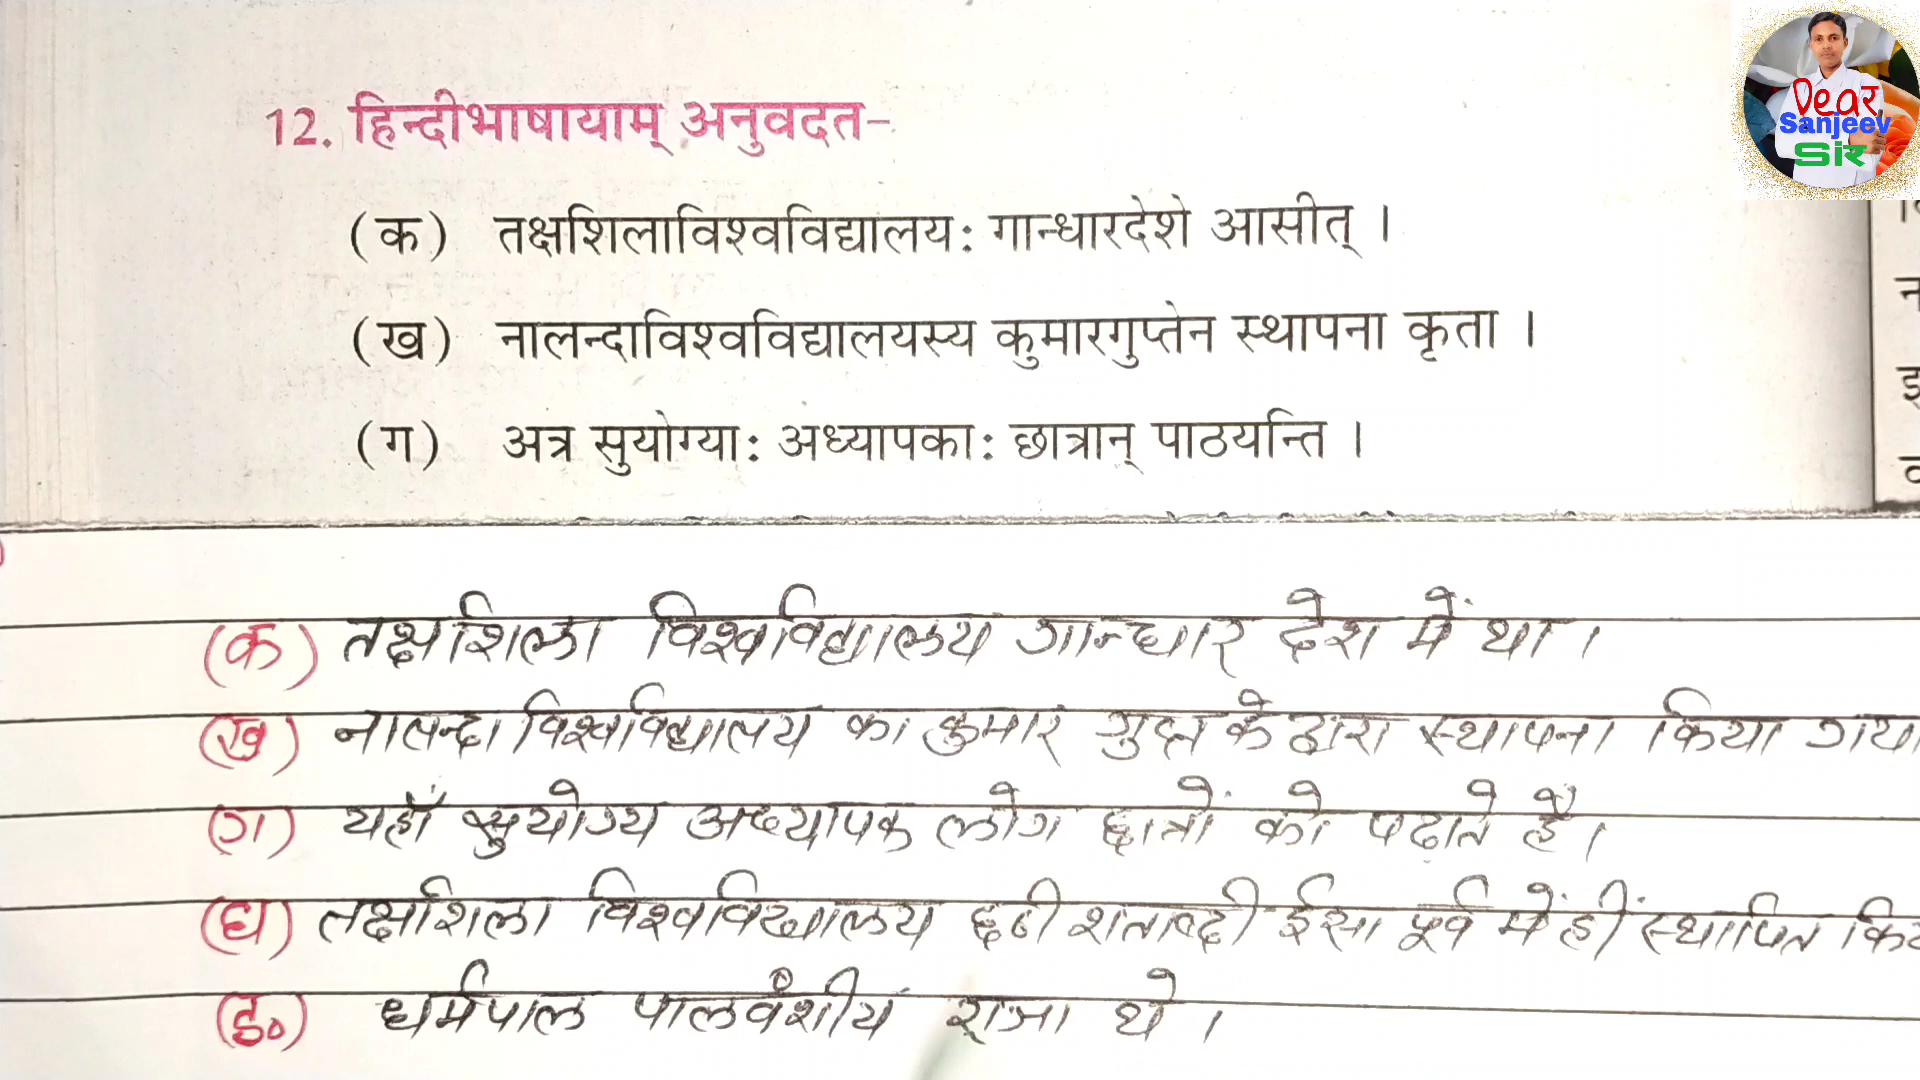 Dear
Sanjeev
Sir
12. हिन्दीभाषायाम् अनुवदत–
(क) तक्षशिलाविश्वविद्यालयः गान्धारदेशे आसीत् ।
(ख) नालन्दाविश्वविद्यालयस्य कुमारगुप्तेन स्थापना कृता ।
(ग) अत्र सुयोग्याः अध्यापकाः छात्रान् पाठयन्ति ।
(क) तक्षशिला विश्वविद्यालय गान्धार देश में था ।
(ख) नालन्दा विश्वविद्यालय का कुमार गुप्त के द्वारा स्थापना किया गया
(ग) यहाँ सुयोग्य अध्यापक लोग छात्रों को पढ़ाते हैं ।
(घ) तक्षशिला विश्वविद्यालय छठी शताब्दी ईसा पूर्व में हीं स्थापित
(ङ॰) धर्मपाल पालवंशीय राजा थे ।